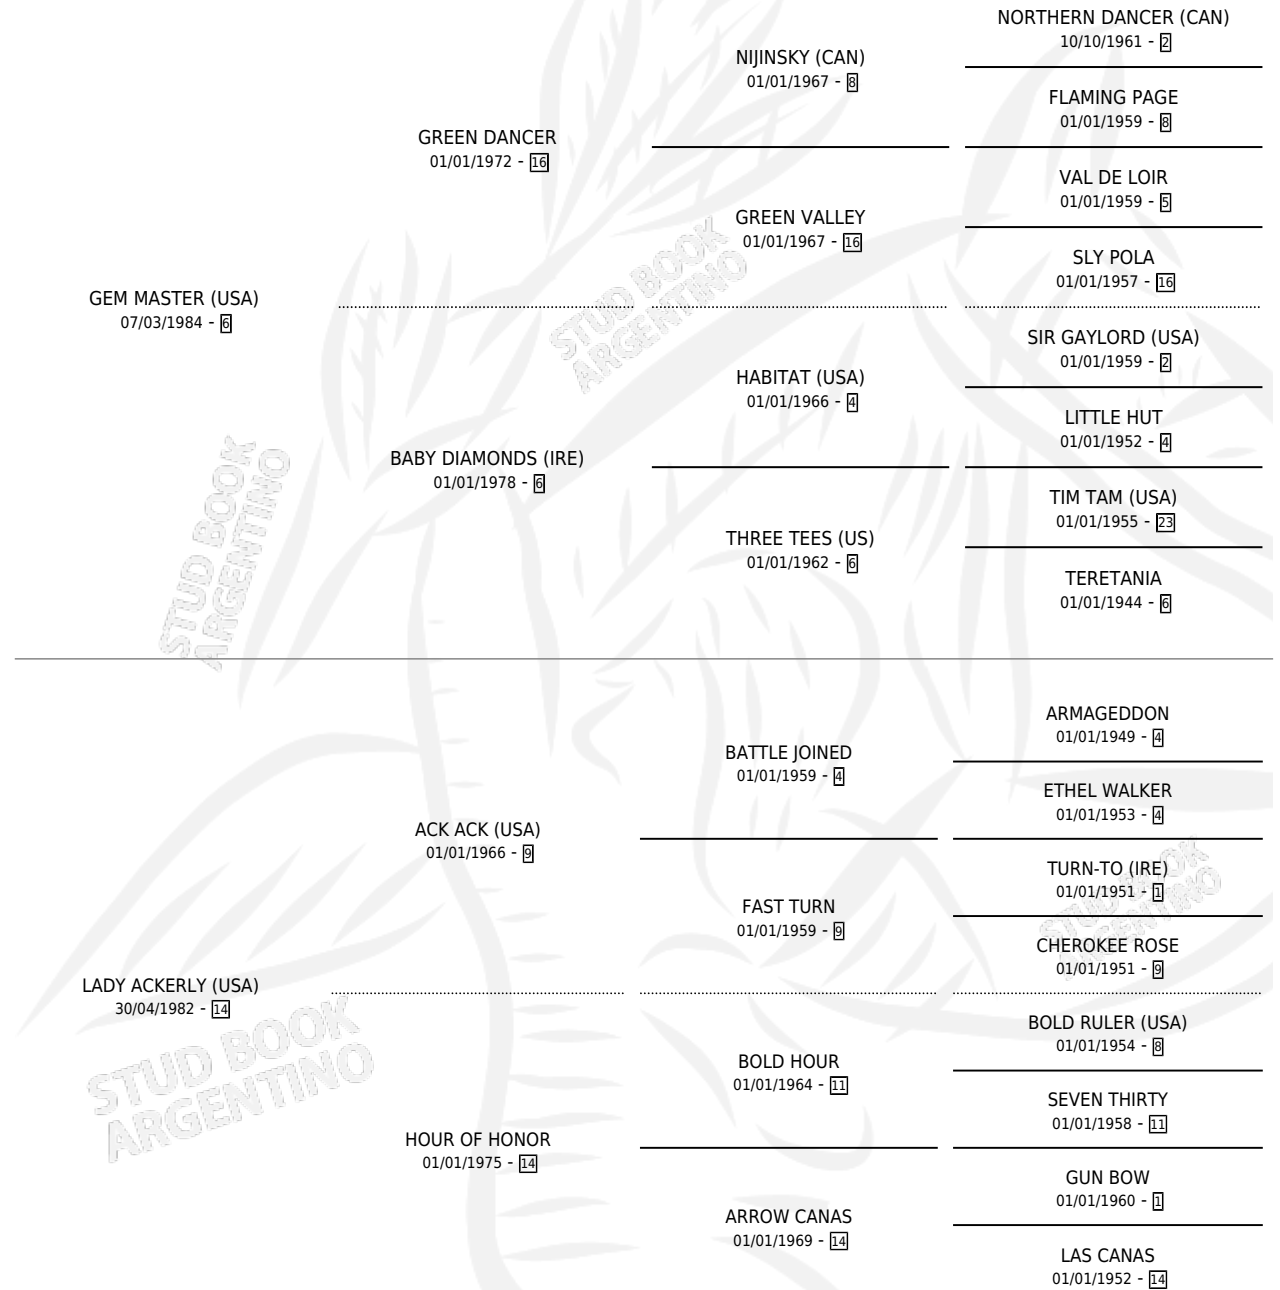 NORTHERN DANCER (CAN)
10/10/1961 - 2
NIJINSKY (CAN)
01/01/1967 - 8
FLAMING PAGE
01/01/1959 - 8
GREEN DANCER
01/01/1972 - 16
VAL DE LOIR
01/01/1959 - 5
GREEN VALLEY
01/01/1967 - 16
SLY POLA
01/01/1957 - 16
GEM MASTER (USA)
07/03/1984 - 6
SIR GAYLORD (USA)
01/01/1959 - 2
HABITAT (USA)
01/01/1966 - 4
LITTLE HUT
01/01/1952 - 4
BABY DIAMONDS (IRE)
01/01/1978 - 6
TIM TAM (USA)
01/01/1955 - 23
THREE TEES (US)
01/01/1962 - 6
TERETANIA
01/01/1944 - 6
ARMAGEDDON
01/01/1949 - 4
BATTLE JOINED
01/01/1959 - 4
ETHEL WALKER
01/01/1953 - 4
ACK ACK (USA)
01/01/1966 - 9
TURN-TO (IRE)
01/01/1951 - 1
FAST TURN
01/01/1959 - 9
CHEROKEE ROSE
01/01/1951 - 9
LADY ACKERLY (USA)
30/04/1982 - 14
BOLD RULER (USA)
01/01/1954 - 8
BOLD HOUR
01/01/1964 - 11
SEVEN THIRTY
01/01/1958 - 11
HOUR OF HONOR
01/01/1975 - 14
GUN BOW
01/01/1960 - 1
ARROW CANAS
01/01/1969 - 14
LAS CANAS
01/01/1952 - 14
STUD BOOK
ARGENTINO
STUD BOOK
ARGENTINO
STUD BOOK
ARGENTINO
STUD BOOK
ARGENTINO